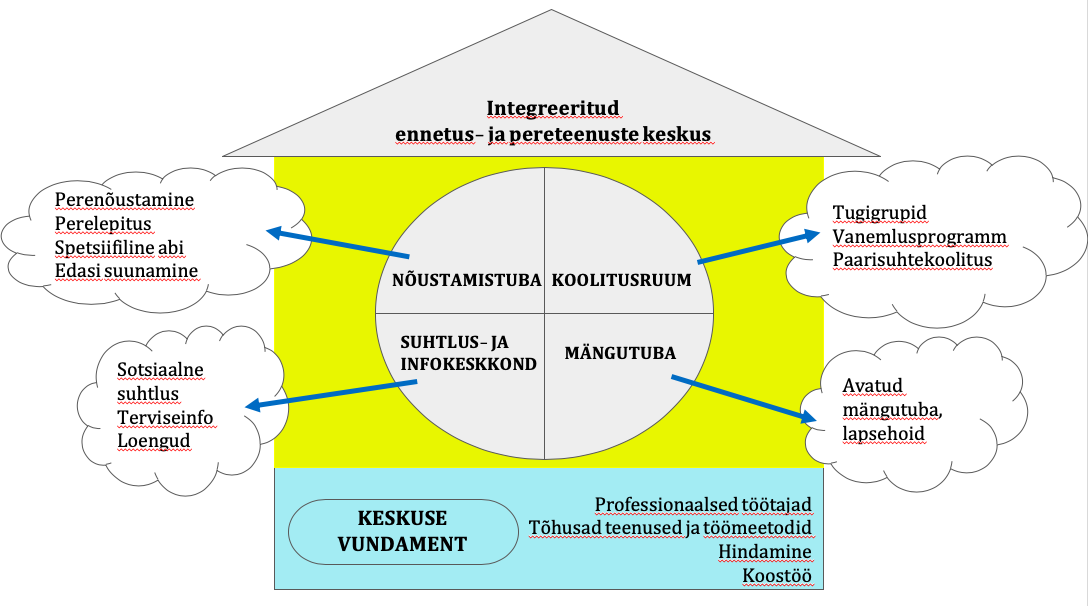 Integreeritud
ennetus- ja pereteenuste keskus
Perenõustamine
Perelepitus
Spetsiifiline abi
Edasi suunamine
Tugigrupid
Vanemlusprogramm
Paarisuhtekoolitus
NÕUSTAMISTUBA
KOOLITUSRUUM
SUHTLUS- JA
INFOKESKKOND
MÄNGUTUBA
Sotsiaalne
suhtlus
Terviseinfo
Loengud
Avatud
mängutuba,
lapsehoid
KESKUSE
VUNDAMENT
Professionaalsed töötajad
Tõhusad teenused ja töömeetodid
Hindamine
Koostöö